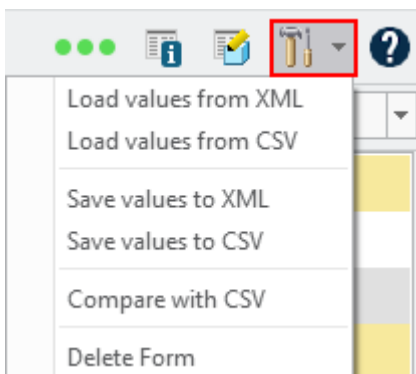 Load values from XML
Load values from CSV
Save values to XML
Save values to CSV
Compare with CSV
Delete Form